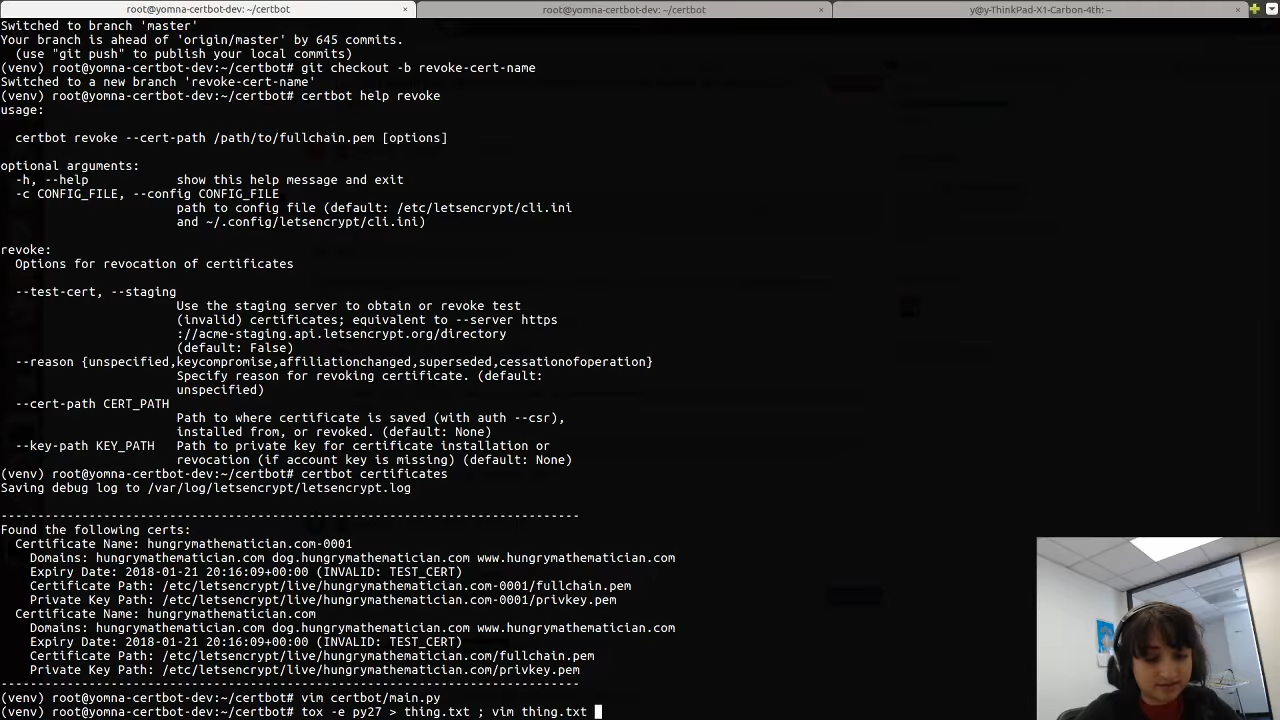 root@yomna-certbot-dev: ~/certbot × root@yomna-certbot-dev: ~/certbot × y@y-ThinkPad-X1-Carbon-4th: ~ ×
Switched to branch 'master'
Your branch is ahead of 'origin/master' by 645 commits.
(use "git push" to publish your local commits)
(venv) root@yomna-certbot-dev:~/certbot# git checkout -b revoke-cert-name
Switched to a new branch 'revoke-cert-name'
(venv) root@yomna-certbot-dev:~/certbot# certbot help revoke
usage:
certbot revoke --cert-path /path/to/fullchain.pem [options]
optional arguments:
-h, --help show this help message and exit
-c CONFIG_FILE, --config CONFIG_FILE
path to config file (default: /etc/letsencrypt/cli.ini
and ~/.config/letsencrypt/cli.ini)
revoke:
Options for revocation of certificates
--test-cert, --staging
Use the staging server to obtain or revoke test
(invalid) certificates; equivalent to --server https
://acme-staging.api.letsencrypt.org/directory
(default: False)
--reason {unspecified,keycompromise,affiliationchanged,superseded,cessationofoperation}
Specify reason for revoking certificate. (default:
unspecified)
--cert-path CERT_PATH
Path to where certificate is saved (with auth --csr),
installed from, or revoked. (default: None)
--key-path KEY_PATH Path to private key for certificate installation or
revocation (if account key is missing) (default: None)
(venv) root@yomna-certbot-dev:~/certbot# certbot certificates
Saving debug log to /var/log/letsencrypt/letsencrypt.log
-------------------------------------------------------------------------------
Found the following certs:
Certificate Name: hungrymathematician.com-0001
Domains: hungrymathematician.com dog.hungrymathematician.com www.hungrymathematician.com
Expiry Date: 2018-01-21 20:16:09+00:00 (INVALID: TEST_CERT)
Certificate Path: /etc/letsencrypt/live/hungrymathematician.com-0001/fullchain.pem
Private Key Path: /etc/letsencrypt/live/hungrymathematician.com-0001/privkey.pem
Certificate Name: hungrymathematician.com
Domains: hungrymathematician.com dog.hungrymathematician.com www.hungrymathematician.com
Expiry Date: 2018-01-21 20:16:09+00:00 (INVALID: TEST_CERT)
Certificate Path: /etc/letsencrypt/live/hungrymathematician.com/fullchain.pem
Private Key Path: /etc/letsencrypt/live/hungrymathematician.com/privkey.pem
-------------------------------------------------------------------------------
(venv) root@yomna-certbot-dev:~/certbot# vim certbot/main.py
(venv) root@yomna-certbot-dev:~/certbot# tox -e py27 > thing.txt ; vim thing.txt